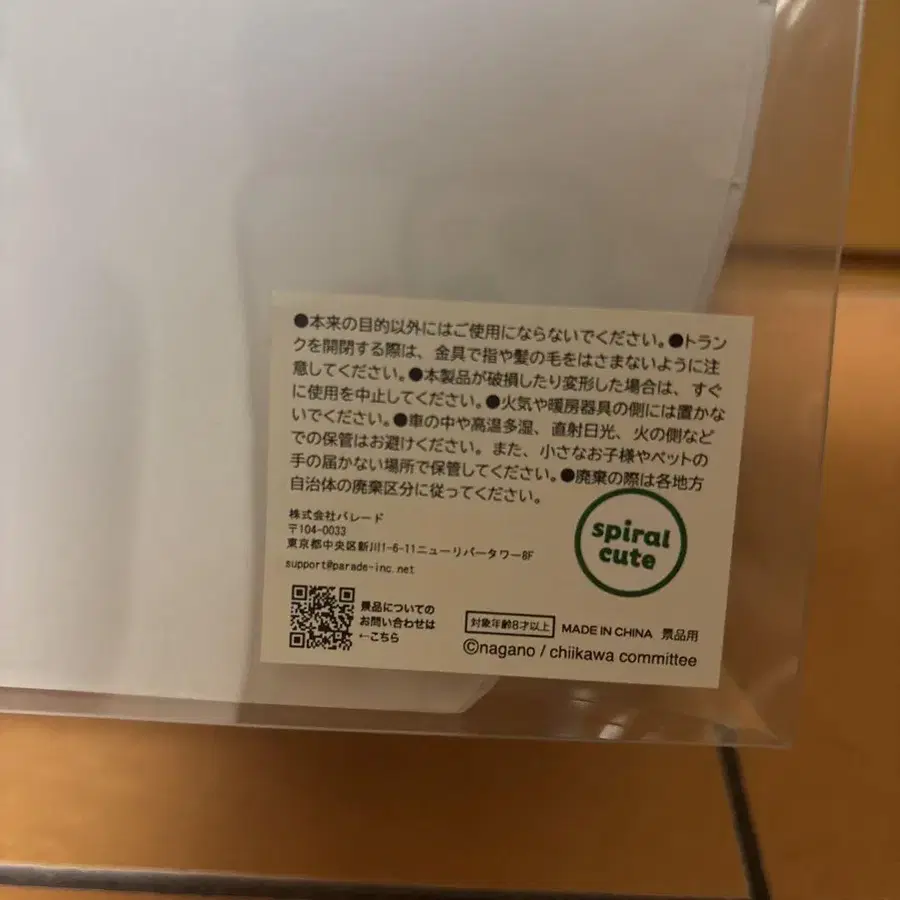 ●本来の目的以外にはご使用にならないでください。●トラン
クを開閉する際は、金具で指や髪の毛をはさまないように注
意してください。●本製品が破損したり変形した場合は、すぐ
に使用を中止してください。●火気や暖房器具の側には置かな
いでください。●車の中や高温多湿、直射日光、火の側など
での保管はお避けください。また、小さなお子様やペットの
手の届かない場所で保管してください。●廃棄の際は各地方
自治体の廃棄区分に従ってください。
株式会社パレード
〒104-0033
東京都中央区新川1-6-11ニューリバータワー8F
support@parade-inc.net
spiral
cute
景品についての
お問い合わせは
←こちら
対象年齢8才以上 MADE IN CHINA 景品用
©nagano / chiikawa committee